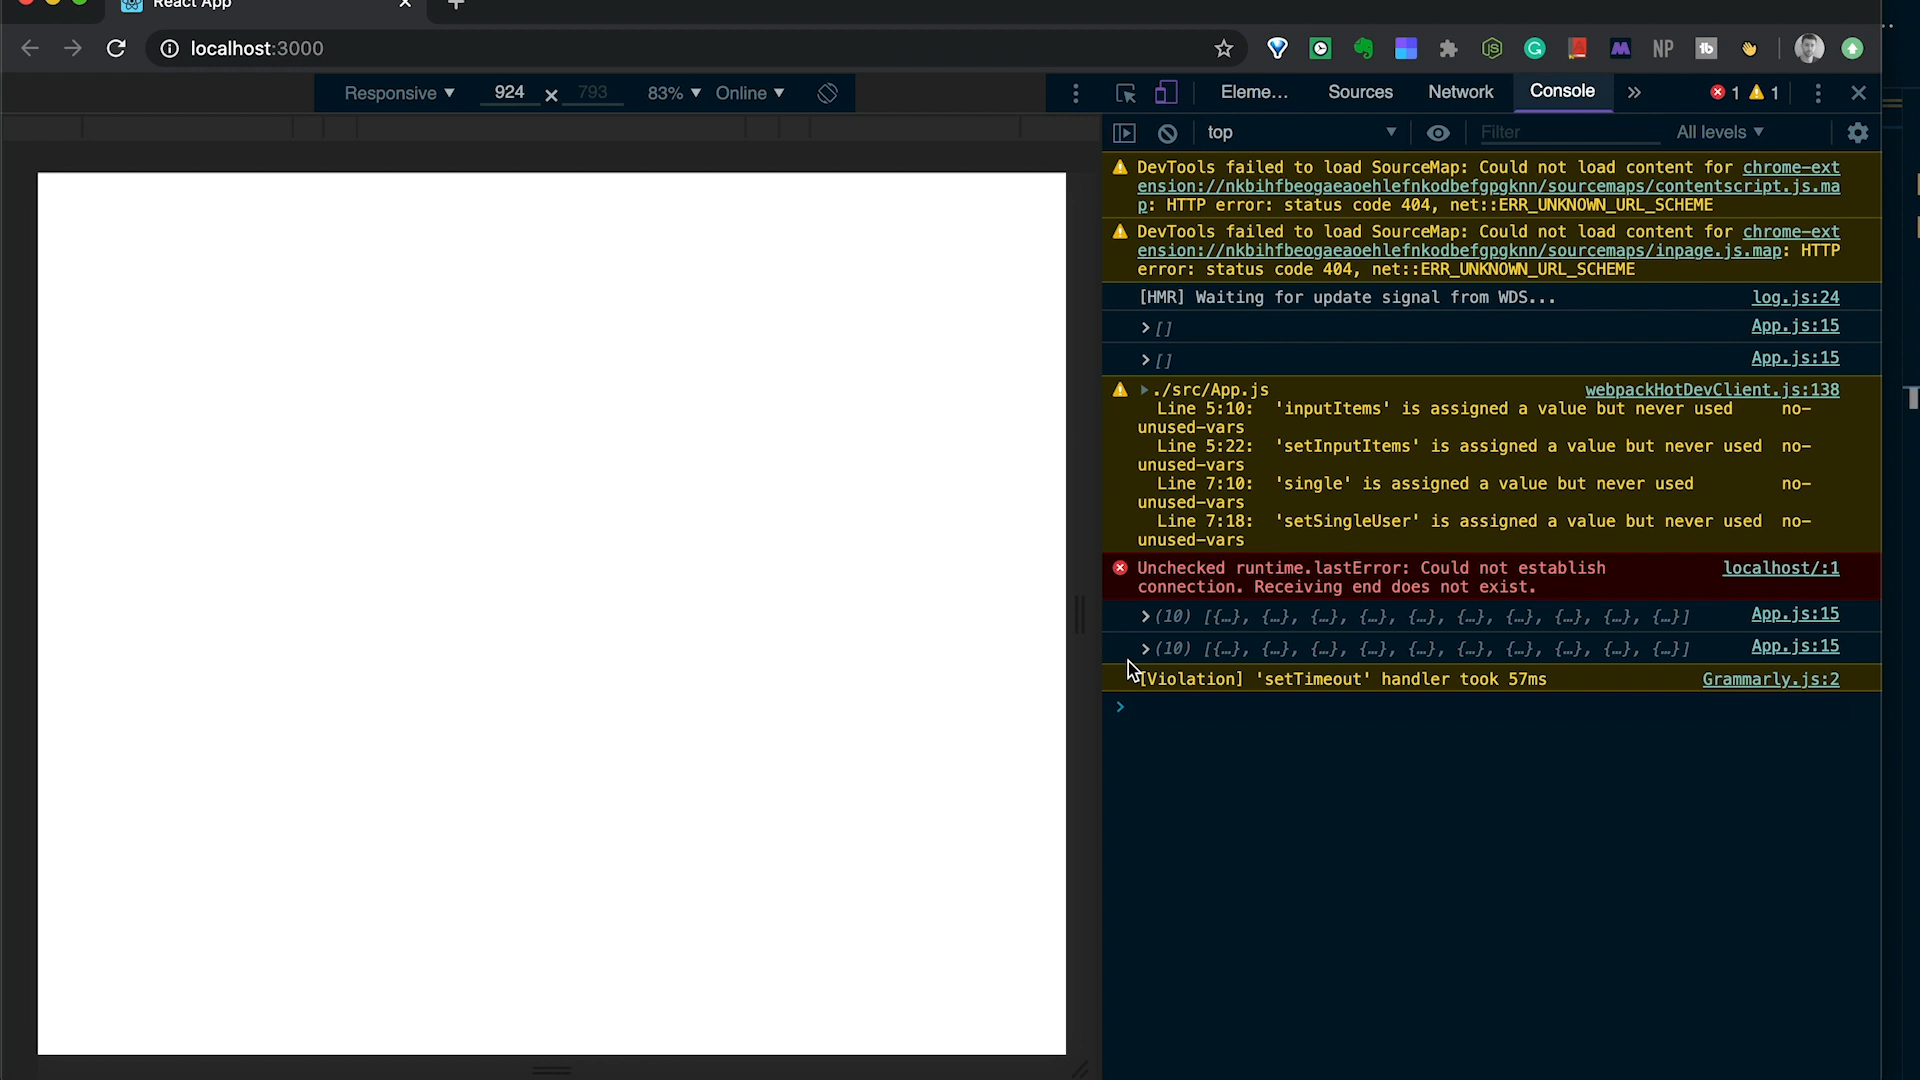 React App
localhost:3000
Responsive 924 793 83% Online
Eleme... Sources Network Console 1 1
top Filter All levels
DevTools failed to load SourceMap: Could not load content for chrome-ext
ension://nkbihfbeogaeaoehlefnkodbefgpgknn/sourcemaps/contentscript.js.ma
p: HTTP error: status code 404, net::ERR_UNKNOWN_URL_SCHEME
DevTools failed to load SourceMap: Could not load content for chrome-ext
ension://nkbihfbeogaeaoehlefnkodbefgpgknn/sourcemaps/inpage.js.map: HTTP
error: status code 404, net::ERR_UNKNOWN_URL_SCHEME
[HMR] Waiting for update signal from WDS... log.js:24
[] App.js:15
[] App.js:15
./src/App.js webpackHotDevClient.js:138
Line 5:10: 'inputItems' is assigned a value but never used no-
unused-vars
Line 5:22: 'setInputItems' is assigned a value but never used no-
unused-vars
Line 7:10: 'single' is assigned a value but never used no-
unused-vars
Line 7:18: 'setSingleUser' is assigned a value but never used no-
unused-vars
Unchecked runtime.lastError: Could not establish localhost/:1
connection. Receiving end does not exist.
(10) [{…}, {…}, {…}, {…}, {…}, {…}, {…}, {…}, {…}, {…}] App.js:15
(10) [{…}, {…}, {…}, {…}, {…}, {…}, {…}, {…}, {…}, {…}] App.js:15
[Violation] 'setTimeout' handler took 57ms Grammarly.js:2